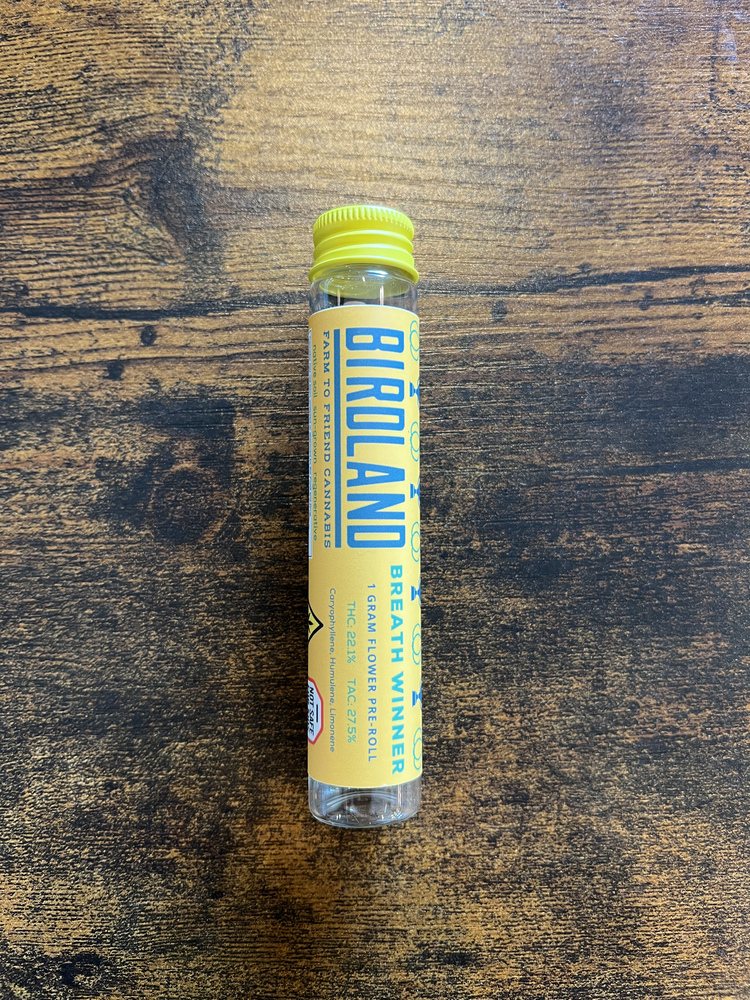 BIRDLAND
FARM TO FRIEND CANNABIS
native soil . sun-grown . regenerative
BREATH WINNER
1 GRAM FLOWER PRE-ROLL
THC: 22.1% TAC: 27.5%
Caryophyllene, Humulene, Limonene
NOT SAFE